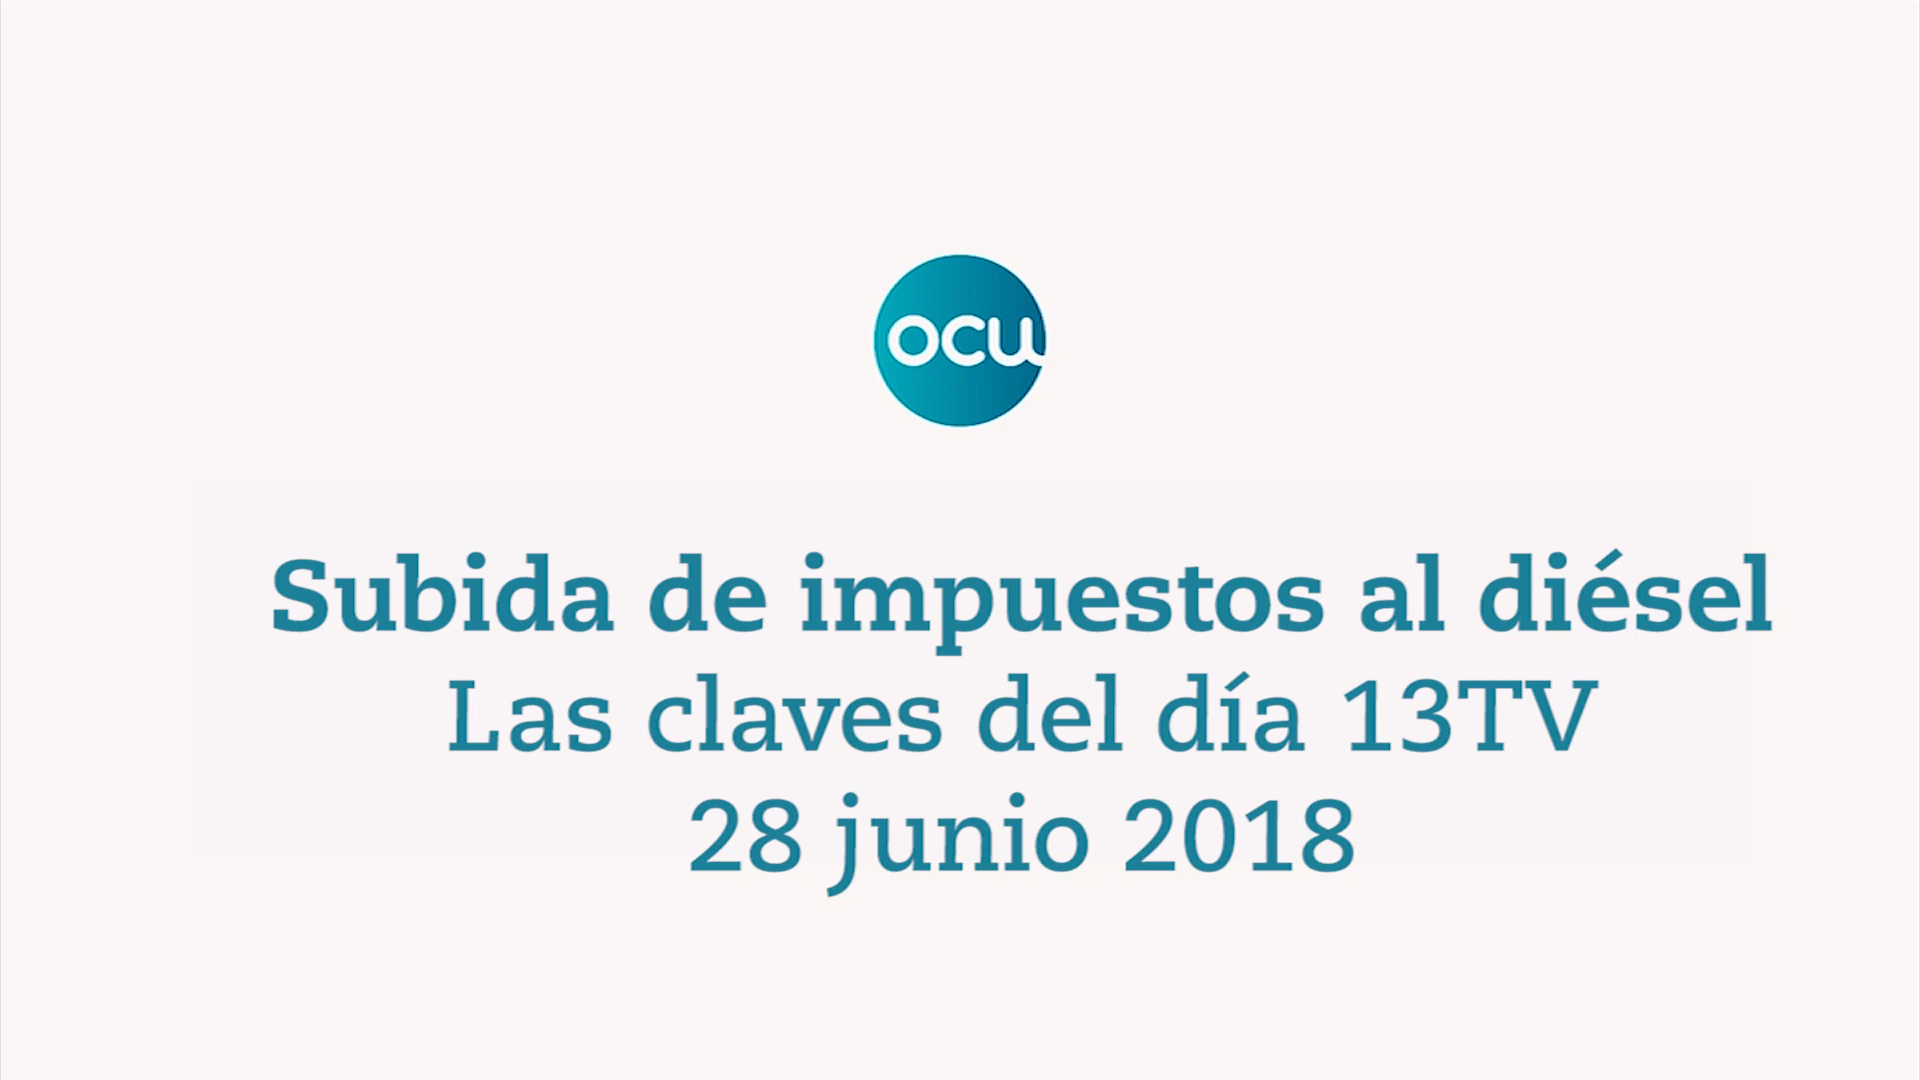 ocu
Subida de impuestos al diésel
Las claves del día 13TV
28 junio 2018